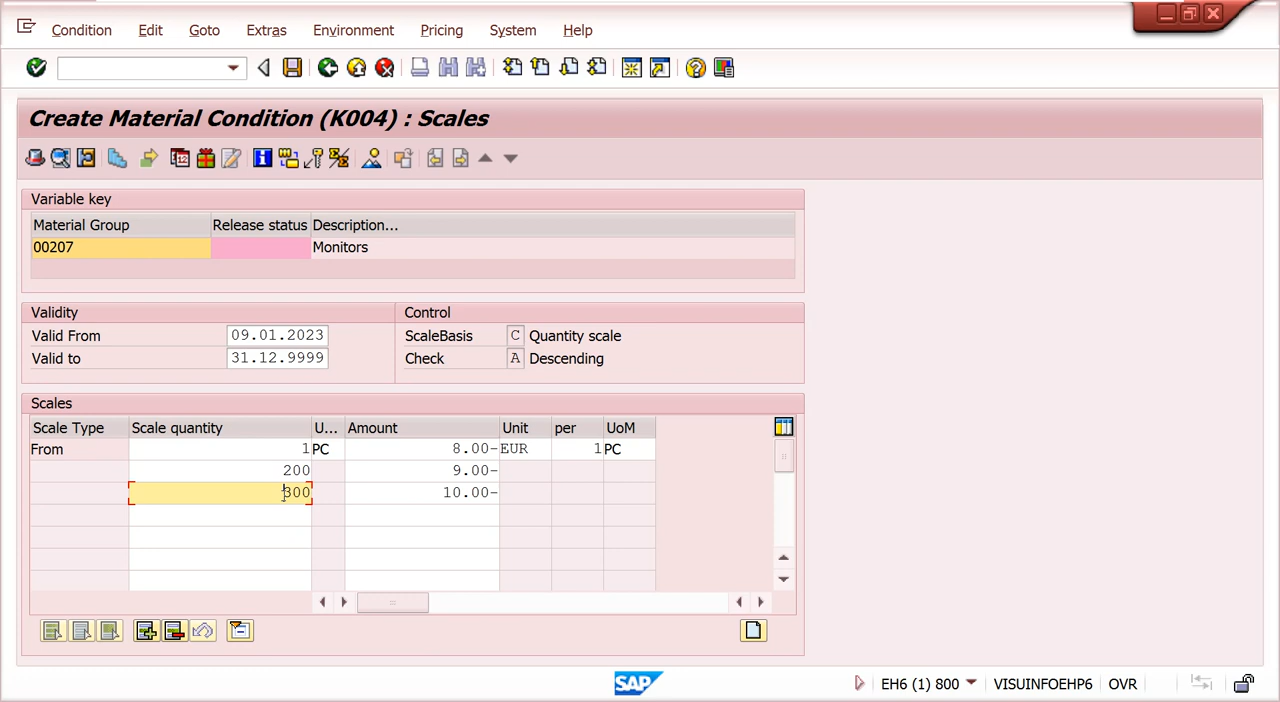 Condition Edit Goto Extras Environment Pricing System Help
Create Material Condition (K004) : Scales
Variable key
Material Group Release status Description...
00207 Monitors
Validity Control
Valid From 09.01.2023 ScaleBasis C Quantity scale
Valid to 31.12.9999 Check A Descending
Scales
Scale Type Scale quantity U... Amount Unit per UoM
From 1 PC 8.00- EUR 1 PC
200 9.00-
300 10.00-
SAP EH6 (1) 800 VISUINFOEHP6 OVR